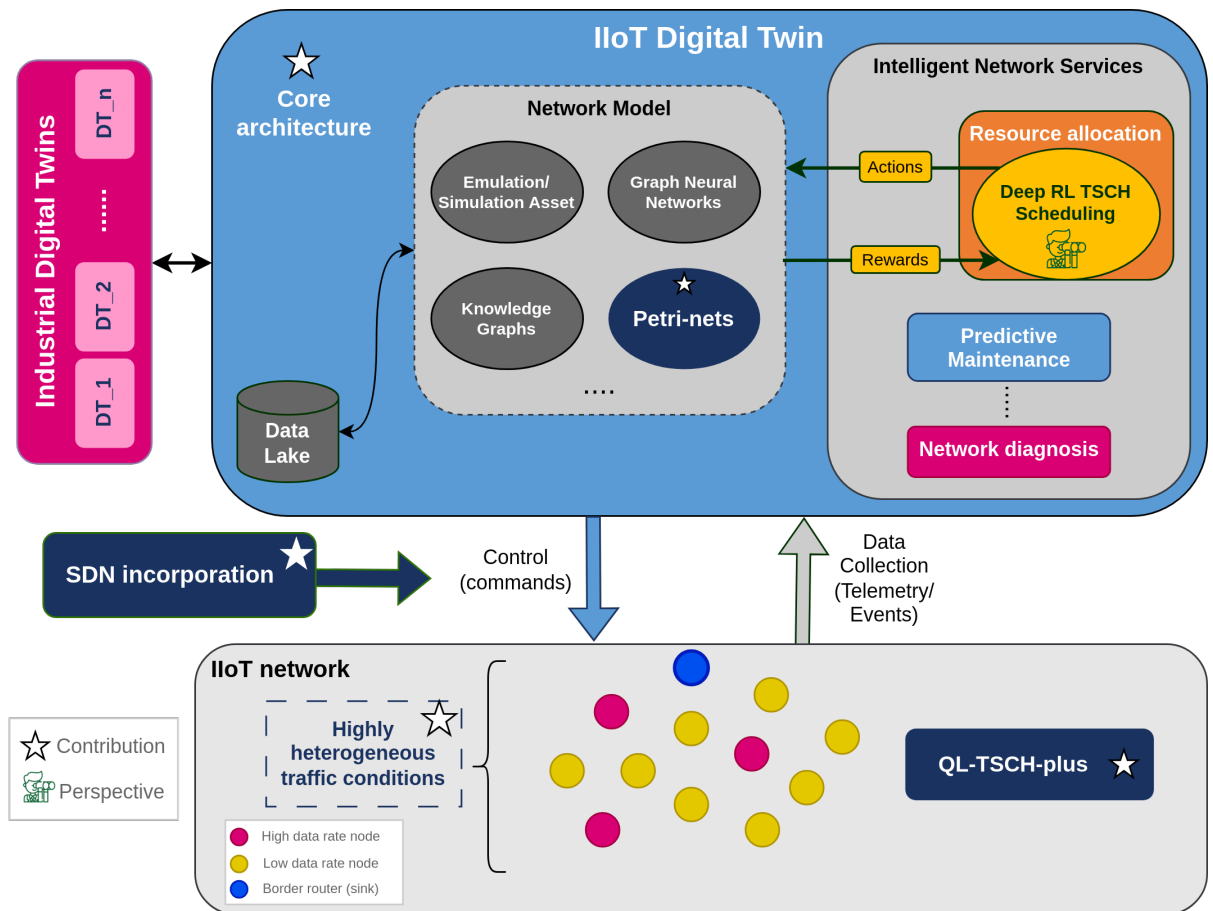 IIoT Digital Twin
Core
architecture
Industrial Digital Twins
DT_n
......
DT_2
DT_1
Network Model
Emulation/
Simulation Asset
Graph Neural
Networks
Knowledge
Graphs
Petri-nets
....
Data
Lake
Intelligent Network Services
Resource allocation
Deep RL TSCH
Scheduling
Actions
Rewards
Predictive
Maintenance
......
Network diagnosis
SDN incorporation
Control
(commands)
Data
Collection
(Telemetry/
Events)
IIoT network
Highly
heterogeneous
traffic conditions
QL-TSCH-plus
Contribution
Perspective
High data rate node
Low data rate node
Border router (sink)